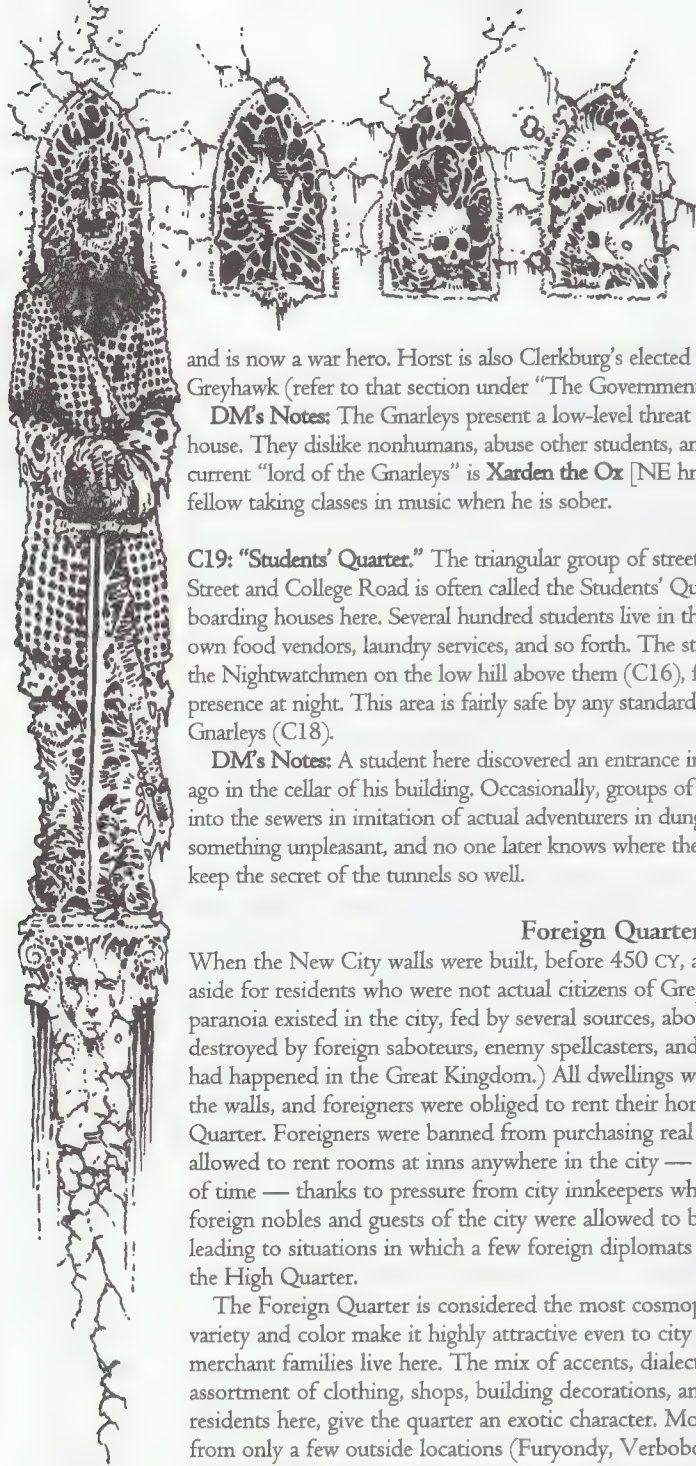 and is now a war hero. Horst is also Clerkburg's elected
Greyhawk (refer to that section under "The Government
DM's Notes: The Gnarleys present a low-level threat
house. They dislike nonhumans, abuse other students, an
current "lord of the Gnarleys" is Xarden the Ox [NE hr
fellow taking classes in music when he is sober.
C19: "Students' Quarter." The triangular group of street
Street and College Road is often called the Students' Qu
boarding houses here. Several hundred students live in th
own food vendors, laundry services, and so forth. The st
the Nightwatchmen on the low hill above them (C16), f
presence at night. This area is fairly safe by any standard
Gnarleys (C18).
DM's Notes: A student here discovered an entrance in
ago in the cellar of his building. Occasionally, groups of
into the sewers in imitation of actual adventurers in dung
something unpleasant, and no one later knows where the
keep the secret of the tunnels so well.
Foreign Quarter
When the New City walls were built, before 450 CY, a
aside for residents who were not actual citizens of Gre
paranoia existed in the city, fed by several sources, abo
destroyed by foreign saboteurs, enemy spellcasters, and
had happened in the Great Kingdom.) All dwellings w
the walls, and foreigners were obliged to rent their hor
Quarter. Foreigners were banned from purchasing real
allowed to rent rooms at inns anywhere in the city —
of time — thanks to pressure from city innkeepers wh
foreign nobles and guests of the city were allowed to b
leading to situations in which a few foreign diplomats
the High Quarter.
The Foreign Quarter is considered the most cosmop
variety and color make it highly attractive even to city
merchant families live here. The mix of accents, dialect
assortment of clothing, shops, building decorations, an
residents here, give the quarter an exotic character. Mo
from only a few outside locations (Furyondy, Verbobo